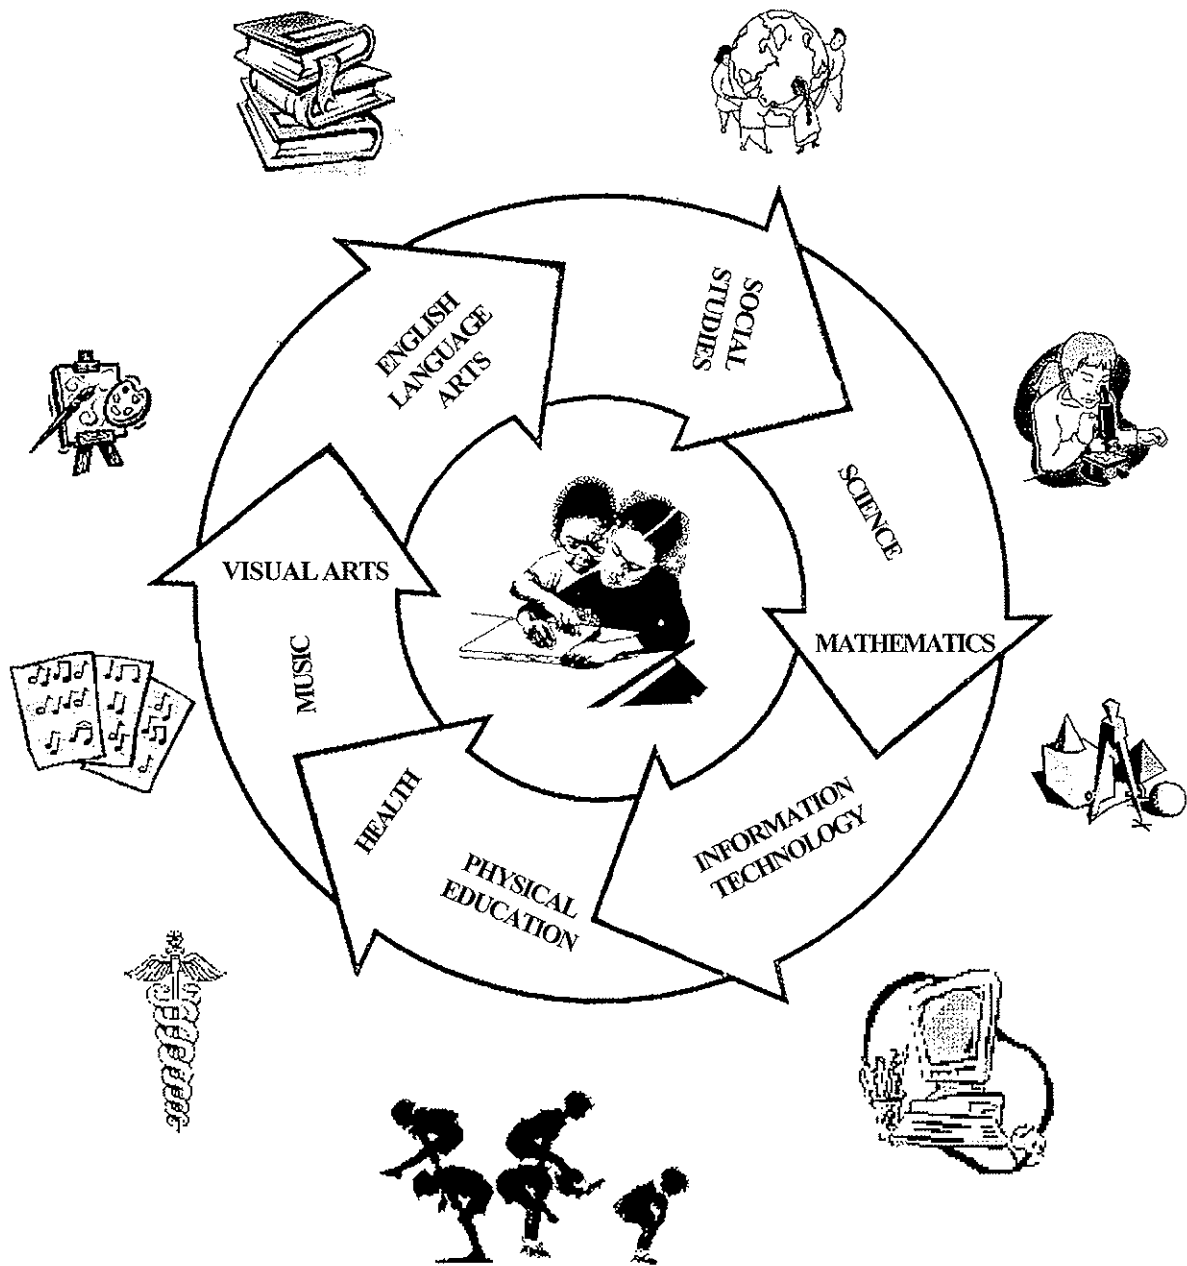 ENGLISH
LANGUAGE
ARTS
SOCIAL
STUDIES
SCIENCE
MATHEMATICS
INFORMATION
TECHNOLOGY
PHYSICAL
EDUCATION
HEALTH
MUSIC
VISUAL ARTS